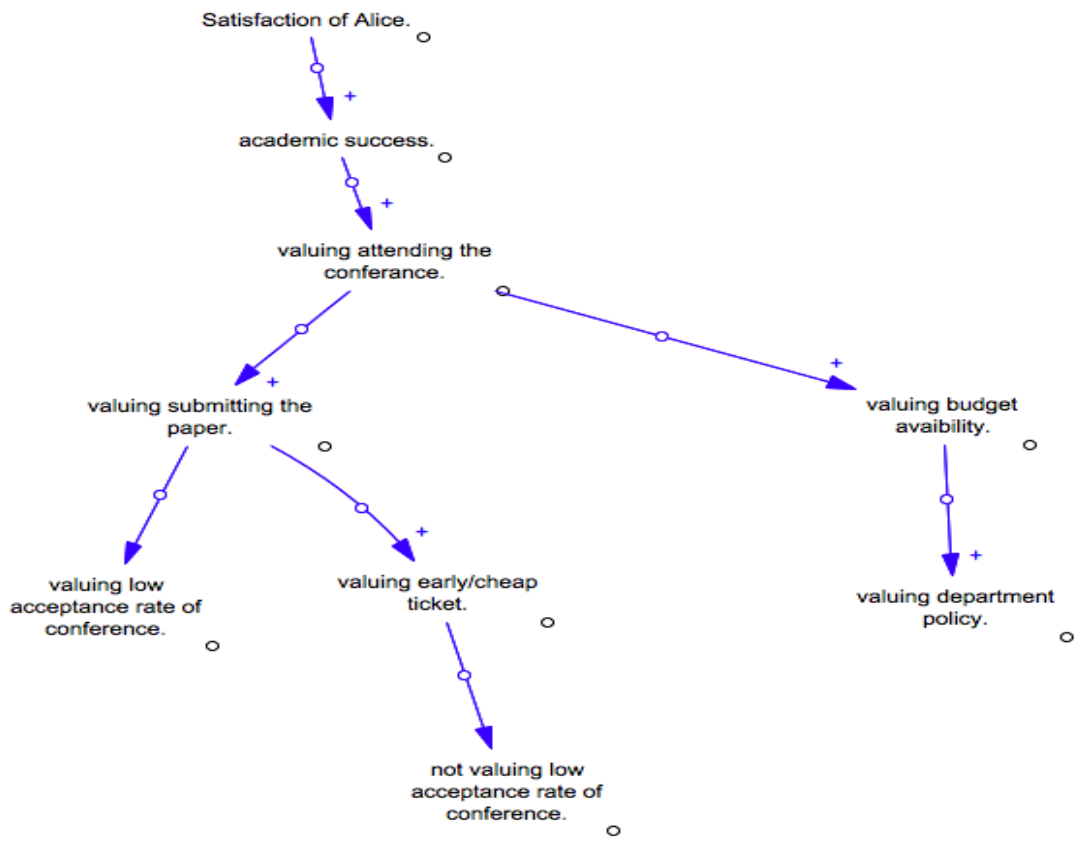 Satisfaction of Alice.
+
academic success.
+
valuing attending the
conferance.
+
+
valuing submitting the
paper.
valuing budget
avaibility.
+
+
valuing low
acceptance rate of
conference.
valuing early/cheap
ticket.
valuing department
policy.
not valuing low
acceptance rate of
conference.